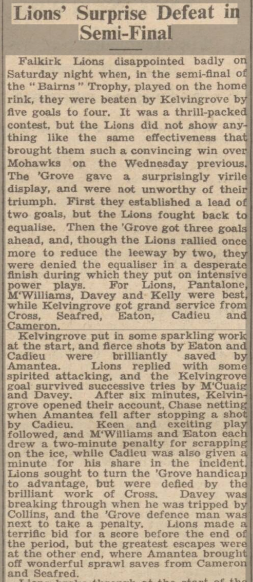 Lions' Surprise Defeat in
Semi-Final
Falkirk Lions disappointed badly on
Saturday night when, in the semi-final of
the "Bairns" Trophy, played on the home
rink, they were beaten by Kelvingrove by
five goals to four. It was a thrill-packed
contest, but the Lions did not show any-
thing like the same effectiveness that
brought them such a convincing win over
Mohawks on the Wednesday previous.
The 'Grove gave a surprisingly virile
display, and were not unworthy of their
triumph. First they established a lead of
two goals, but the Lions fought back to
equalise. Then the 'Grove got three goals
ahead, and, though the Lions rallied once
more to reduce the leeway by two, they
were denied the equaliser in a desperate
finish during which they put on intensive
power plays. For Lions, Pantalone,
M'Williams, Davey and Kelly were best,
while Kelvingrove got grand service from
Cross, Seafred, Eaton, Cadieu and
Cameron.
Kelvingrove put in some sparkling work
at the start, and fierce shots by Eaton and
Cadieu were brilliantly saved by
Amantea. Lions replied with some
spirited attacking, and the Kelvingrove
goal survived successive tries by M'Cuaig
and Davey. After six minutes, Kelvin-
grove opened their account, Chase netting
when Amantea fell after stopping a shot
by Cadieu. Keen and exciting play
followed, and M'Williams and Eaton each
drew a two-minute penalty for scrapping
on the ice, while Cadieu was also given a
minute for his share in the incident.
Lions sought to turn the Grove handicap
to advantage, but were defied by the
brilliant work of Cross. Davey was
breaking through when he was tripped by
Collins, and the 'Grove defence man was
next to take a penalty. Lions made a
terrific bid for a score before the end of
the period, but the greatest escapes were
at the other end, where Amantea brought
off wonderful sprawl saves from Cameron
and Seafred.